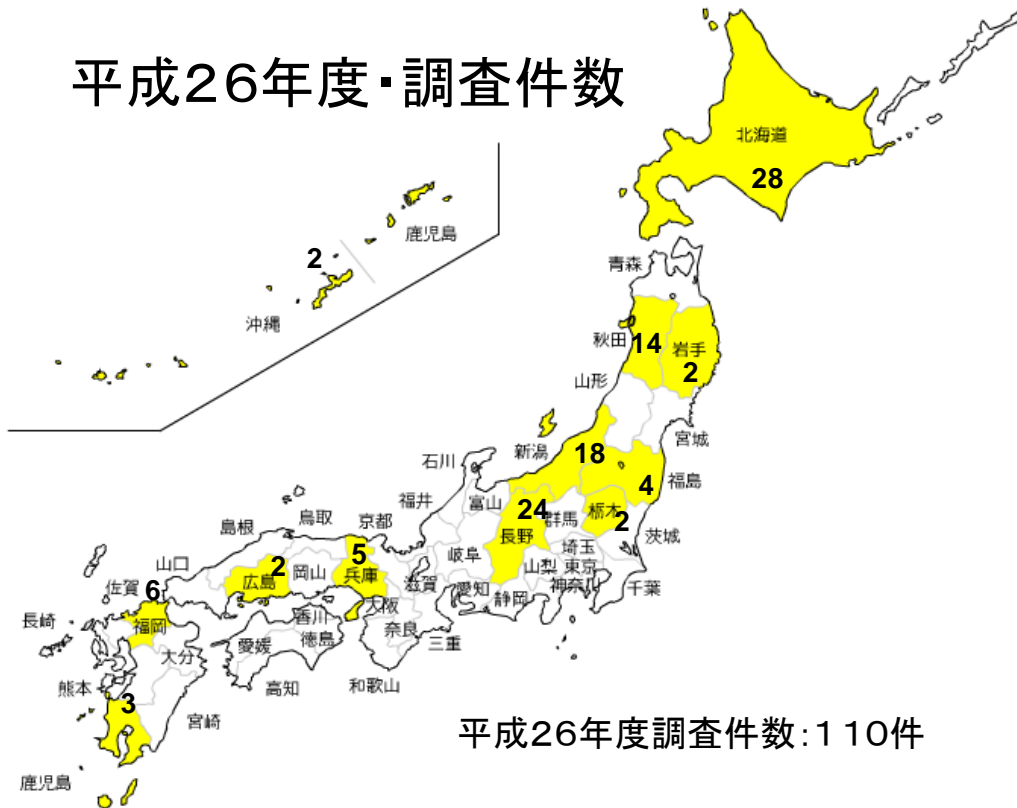 平成26年度・調査件数
北海道
28
鹿児島
2
沖縄
青森
秋田
14
岩手
2
山形
宮城
新潟
18
石川
福島
4
福井
富山
24
群馬
栃木
2
茨城
長野
島根
鳥取
京都
5
岐阜
埼玉
山梨
東京
山口
2
広島
岡山
兵庫
滋賀
愛知
静岡
神奈川
千葉
佐賀
6
大阪
香川
長崎
福岡
奈良
愛媛
徳島
三重
大分
高知
和歌山
熊本
3
宮崎
鹿児島
平成26年度調査件数:110件